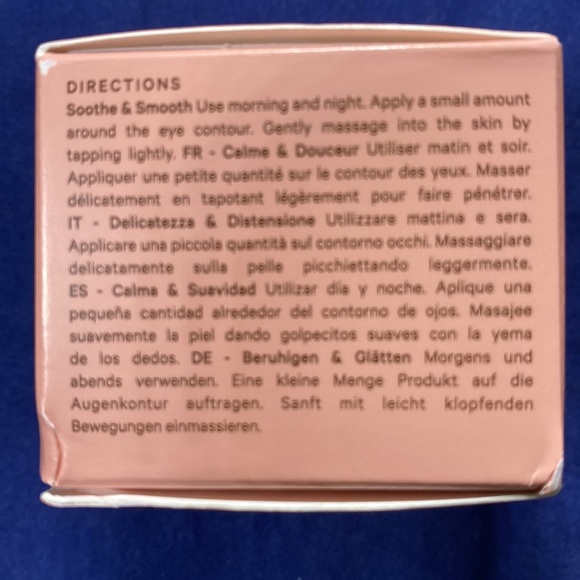 DIRECTIONS
Soothe & Smooth Use morning and night. Apply a small amount
around the eye contour. Gently massage into the skin by
tapping lightly. FR - Calme & Douceur Utiliser matin et soir.
Appliquer une petite quantité sur le contour des yeux. Masser
délicatement en tapotant légèrement pour faire pénétrer.
IT - Delicatezza & Distensione Utilizzare mattina e sera.
Applicare una piccola quantità sul contorno occhi. Massaggiare
delicatamente sulla pelle picchiettando leggermente.
ES - Calma & Suavidad Utilizar día y noche. Aplique una
pequeña cantidad alrededor del contorno de ojos. Masajee
suavemente la piel dando golpecitos suaves con la yema
de los dedos. DE - Beruhigen & Glätten Morgens und
abends verwenden. Eine kleine Menge Produkt auf die
Augenkontur auftragen. Sanft mit leicht klopfenden
Bewegungen einmassieren.